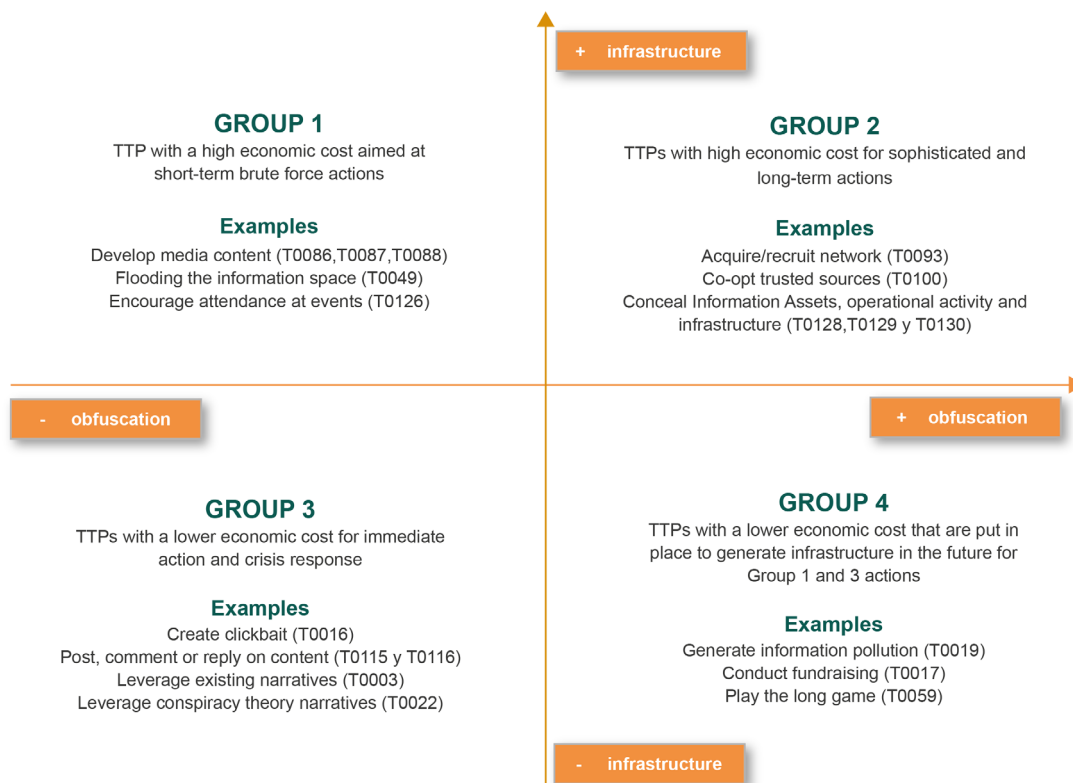 + infrastructure
GROUP 1
TTP with a high economic cost aimed at
short-term brute force actions
Examples
Develop media content (T0086,T0087,T0088)
Flooding the information space (T0049)
Encourage attendance at events (T0126)
GROUP 2
TTPs with high economic cost for sophisticated and
long-term actions
Examples
Acquire/recruit network (T0093)
Co-opt trusted sources (T0100)
Conceal Information Assets, operational activity and
infrastructure (T0128,T0129 y T0130)
- obfuscation
+ obfuscation
GROUP 3
TTPs with a lower economic cost for immediate
action and crisis response
Examples
Create clickbait (T0016)
Post, comment or reply on content (T0115 y T0116)
Leverage existing narratives (T0003)
Leverage conspiracy theory narratives (T0022)
GROUP 4
TTPs with a lower economic cost that are put in
place to generate infrastructure in the future for
Group 1 and 3 actions
Examples
Generate information pollution (T0019)
Conduct fundraising (T0017)
Play the long game (T0059)
- infrastructure